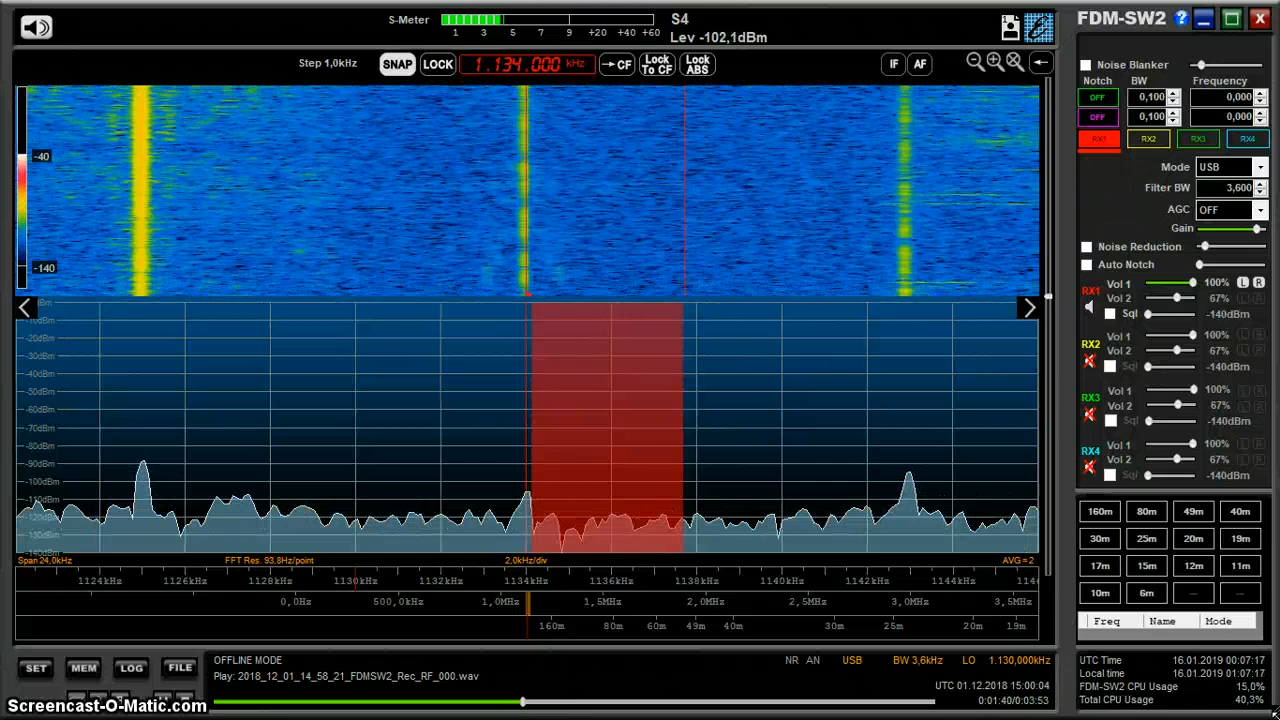 S-Meter
1 3 5 7 9 +20 +40 +60
S4
Lev -102,1dBm
FDM-SW2
Step 1,0kHz
SNAP LOCK 1.134.000 kHz →CF Lock To CF Lock ABS
IF AF
-40
-140
-10dBm
-20dBm
-30dBm
-40dBm
-50dBm
-60dBm
-70dBm
-80dBm
-90dBm
-100dBm
-110dBm
-120dBm
-130dBm
-140dBm
Span 24,0kHz FFT Res. 93,8Hz/point 2,0kHz/div AVG=2
1124kHz 1126kHz 1128kHz 1130kHz 1132kHz 1134kHz 1136kHz 1138kHz 1140kHz 1142kHz 1144kHz
0,0Hz 500,0kHz 1,0MHz 1,5MHz 2,0MHz 2,5MHz 3,0MHz 3,5MHz
160m 80m 60m 49m 40m 30m 25m 20m 19m
SET MEM LOG FILE
OFFLINE MODE
NR AN USB BW 3,6kHz LO 1.130,000kHz
Play: 2018_12_01_14_58_21_FDMSW2_Rec_RF_000.wav
UTC 01.12.2018 15:00:04
0:01:40/0:03:53
Screencast-O-Matic.com
Noise Blanker
Notch BW Frequency
OFF 0,100 0,000
OFF 0,100 0,000
RX1 RX2 RX3 RX4
Mode USB
Filter BW 3,600
AGC OFF
Gain
Noise Reduction
Auto Notch
RX1 Vol 1 100% L R
Vol 2 67%
Sql -140dBm
RX2 Vol 1 100% L R
Vol 2 67%
Sql -140dBm
RX3 Vol 1 100% L R
Vol 2 67%
Sql -140dBm
RX4 Vol 1 100% L R
Vol 2 67%
Sql -140dBm
160m 80m 49m 40m
30m 25m 20m 19m
17m 15m 12m 11m
10m 6m --- ---
Freq Name Mode
UTC Time 16.01.2019 00:07:17
Local time 16.01.2019 01:07:17
FDM-SW2 CPU Usage 15,0%
Total CPU Usage 40,3%